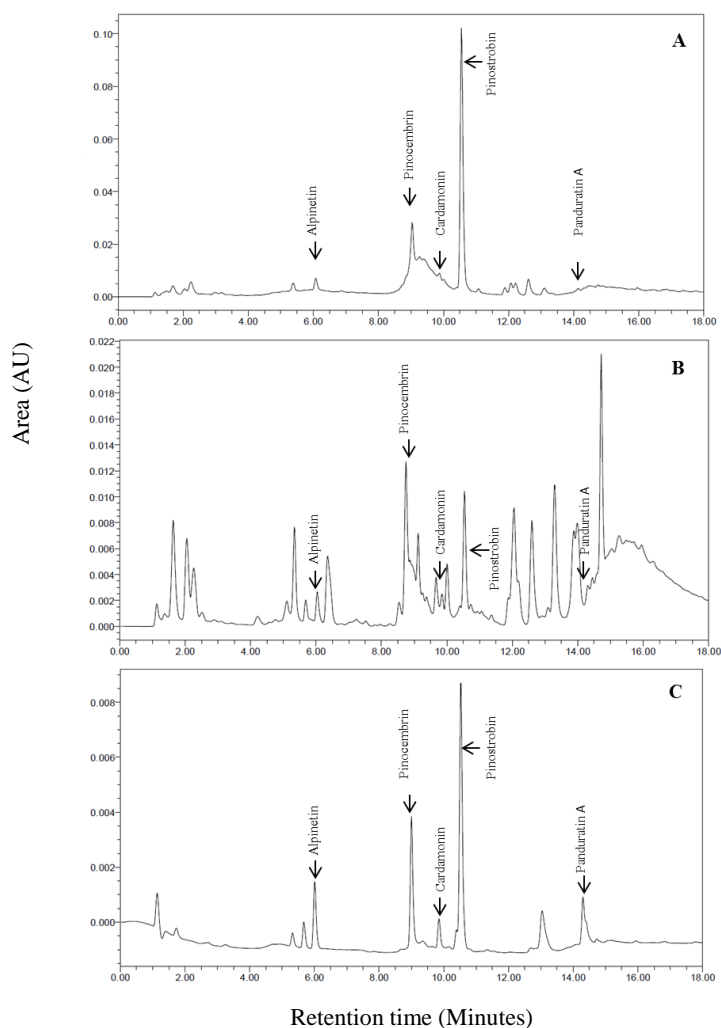 A
0.10
0.08
0.06
0.04
0.02
0.00
Alpinetin
Pinocembrin
Cardamonin
Pinostrobin
Panduratin A
0.00 2.00 4.00 6.00 8.00 10.00 12.00 14.00 16.00 18.00
B
0.022
0.020
0.018
0.016
0.014
0.012
0.010
0.008
0.006
0.004
0.002
0.000
Alpinetin
Pinocembrin
Cardamonin
Pinostrobin
Panduratin A
0.00 2.00 4.00 6.00 8.00 10.00 12.00 14.00 16.00 18.00
Area (AU)
C
0.008
0.006
0.004
0.002
0.000
Alpinetin
Pinocembrin
Cardamonin
Pinostrobin
Panduratin A
0.00 2.00 4.00 6.00 8.00 10.00 12.00 14.00 16.00 18.00
Retention time (Minutes)